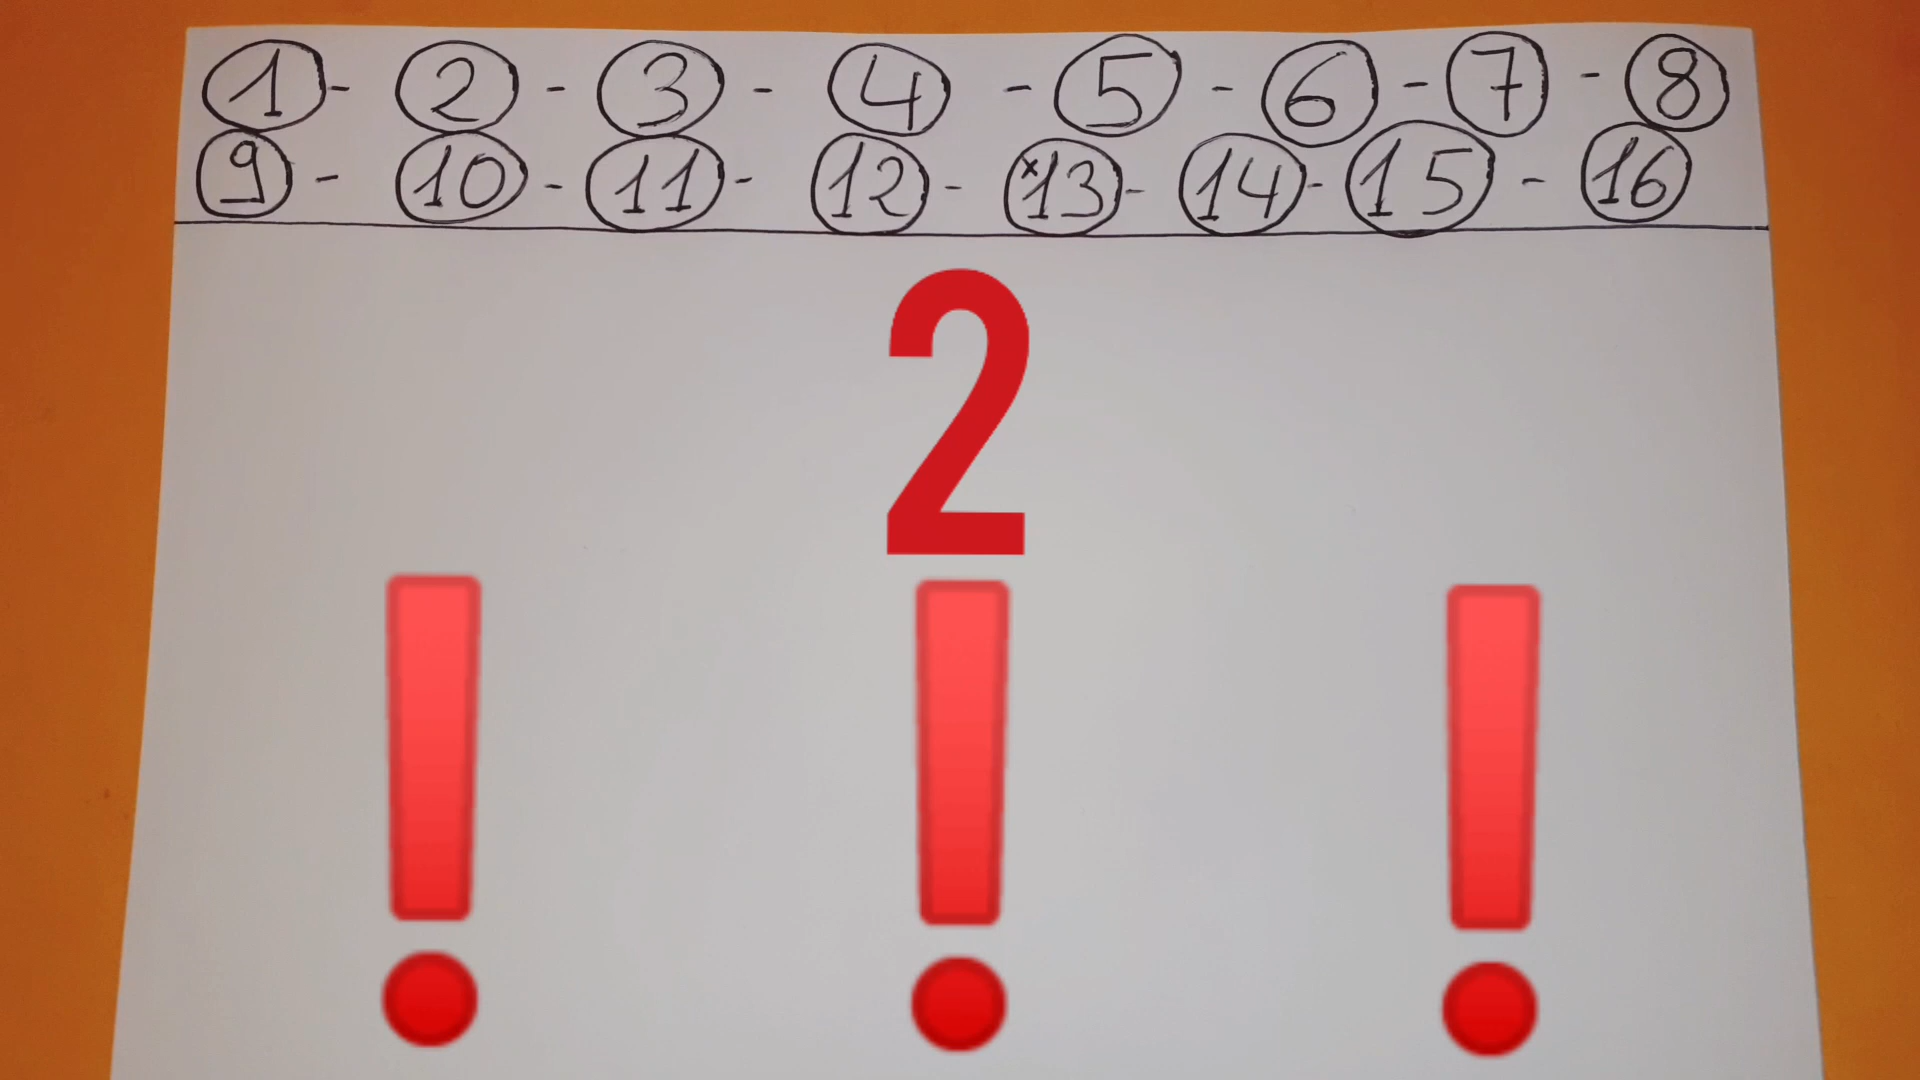 1 - 2 - 3 - 4 - 5 - 6 - 7 - 8
9 - 10 - 11 - 12 - ×13 - 14 - 15 - 16
2
! ! !